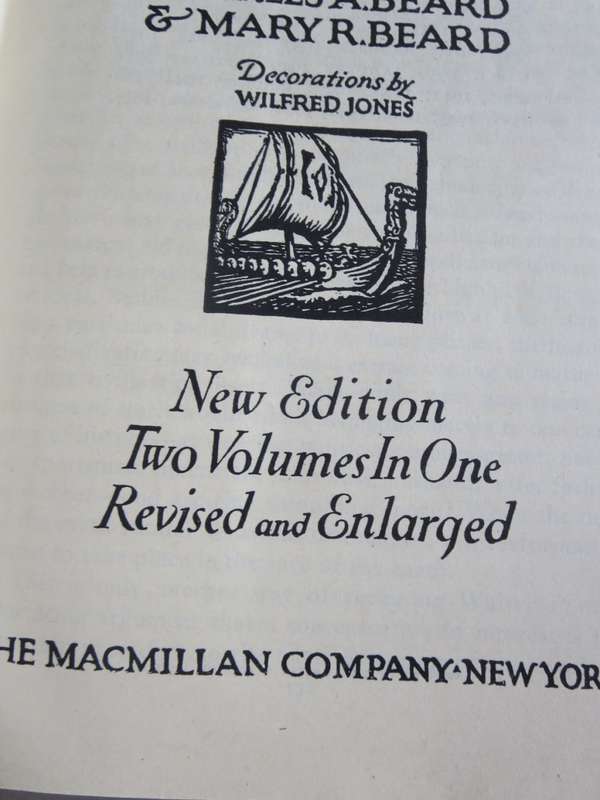 A. BEARD
& MARY R. BEARD
Decorations by
WILFRED JONES
New Edition
Two Volumes In One
Revised and Enlarged
HE MACMILLAN COMPANY · NEW YOR